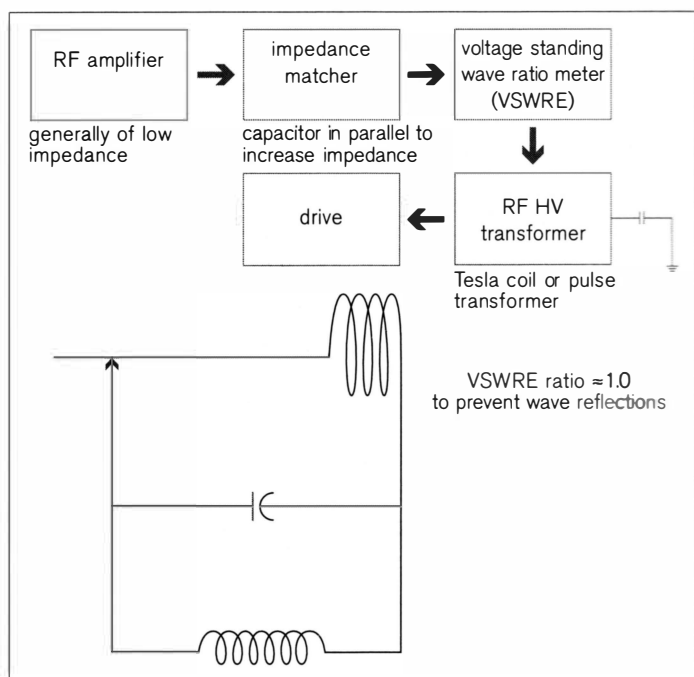 RF amplifier
generally of low
impedance
impedance
matcher
capacitor in parallel to
increase impedance
voltage standing
wave ratio meter
(VSWRE)
drive
RF HV
transformer
Tesla coil or pulse
transformer
VSWRE ratio ≈1.0
to prevent wave reflections